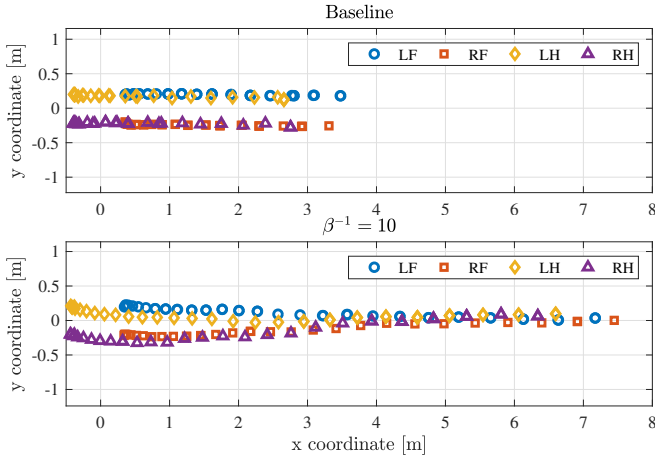 Baseline
y coordinate [m]
1
0.5
0
-0.5
-1
LF RF LH RH
0 1 2 3 4 5 6 7 8
β⁻¹ = 10
y coordinate [m]
1
0.5
0
-0.5
-1
LF RF LH RH
0 1 2 3 4 5 6 7 8
x coordinate [m]